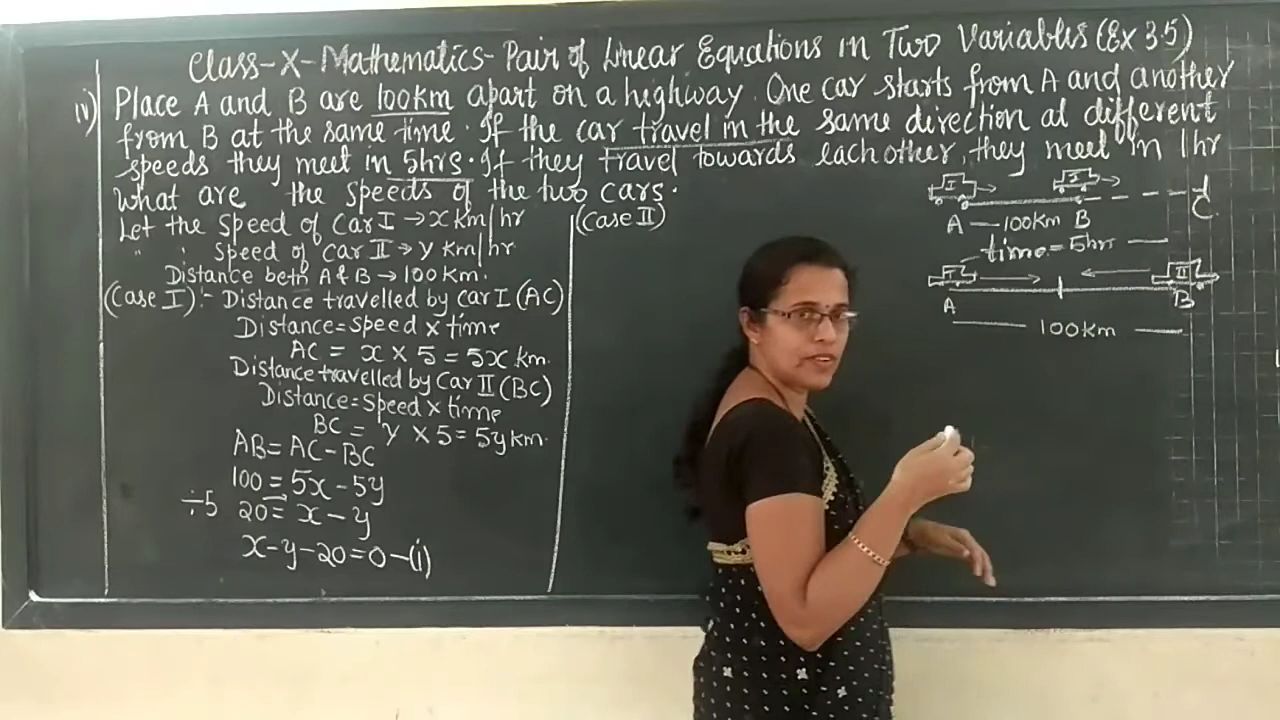 Class-X-Mathematics-Pair of Linear Equations in Two Variables (Ex 3.5)
iv) Place A and B are 100km apart on a highway. One car starts from A and another
from B at the same time. If the car travel in the same direction at different
speeds they meet in 5hrs. If they travel towards each other, they meet in 1hr
What are the speeds of the two cars.
Let the speed of Car I → x km/hr
" Speed of Car II → y km/hr
Distance betn A & B → 100 km.
(Case I):- Distance travelled by car I (AC)
Distance = Speed × time
AC = x × 5 = 5x km.
Distance travelled by Car II (BC)
Distance = Speed × time
BC = y × 5 = 5y km.
AB = AC - BC
100 = 5x - 5y
÷5 20 = x - y
x - y - 20 = 0 -(i)
(Case II)
I I
A — 100km B C
time = 5hr
I II
A B
100km